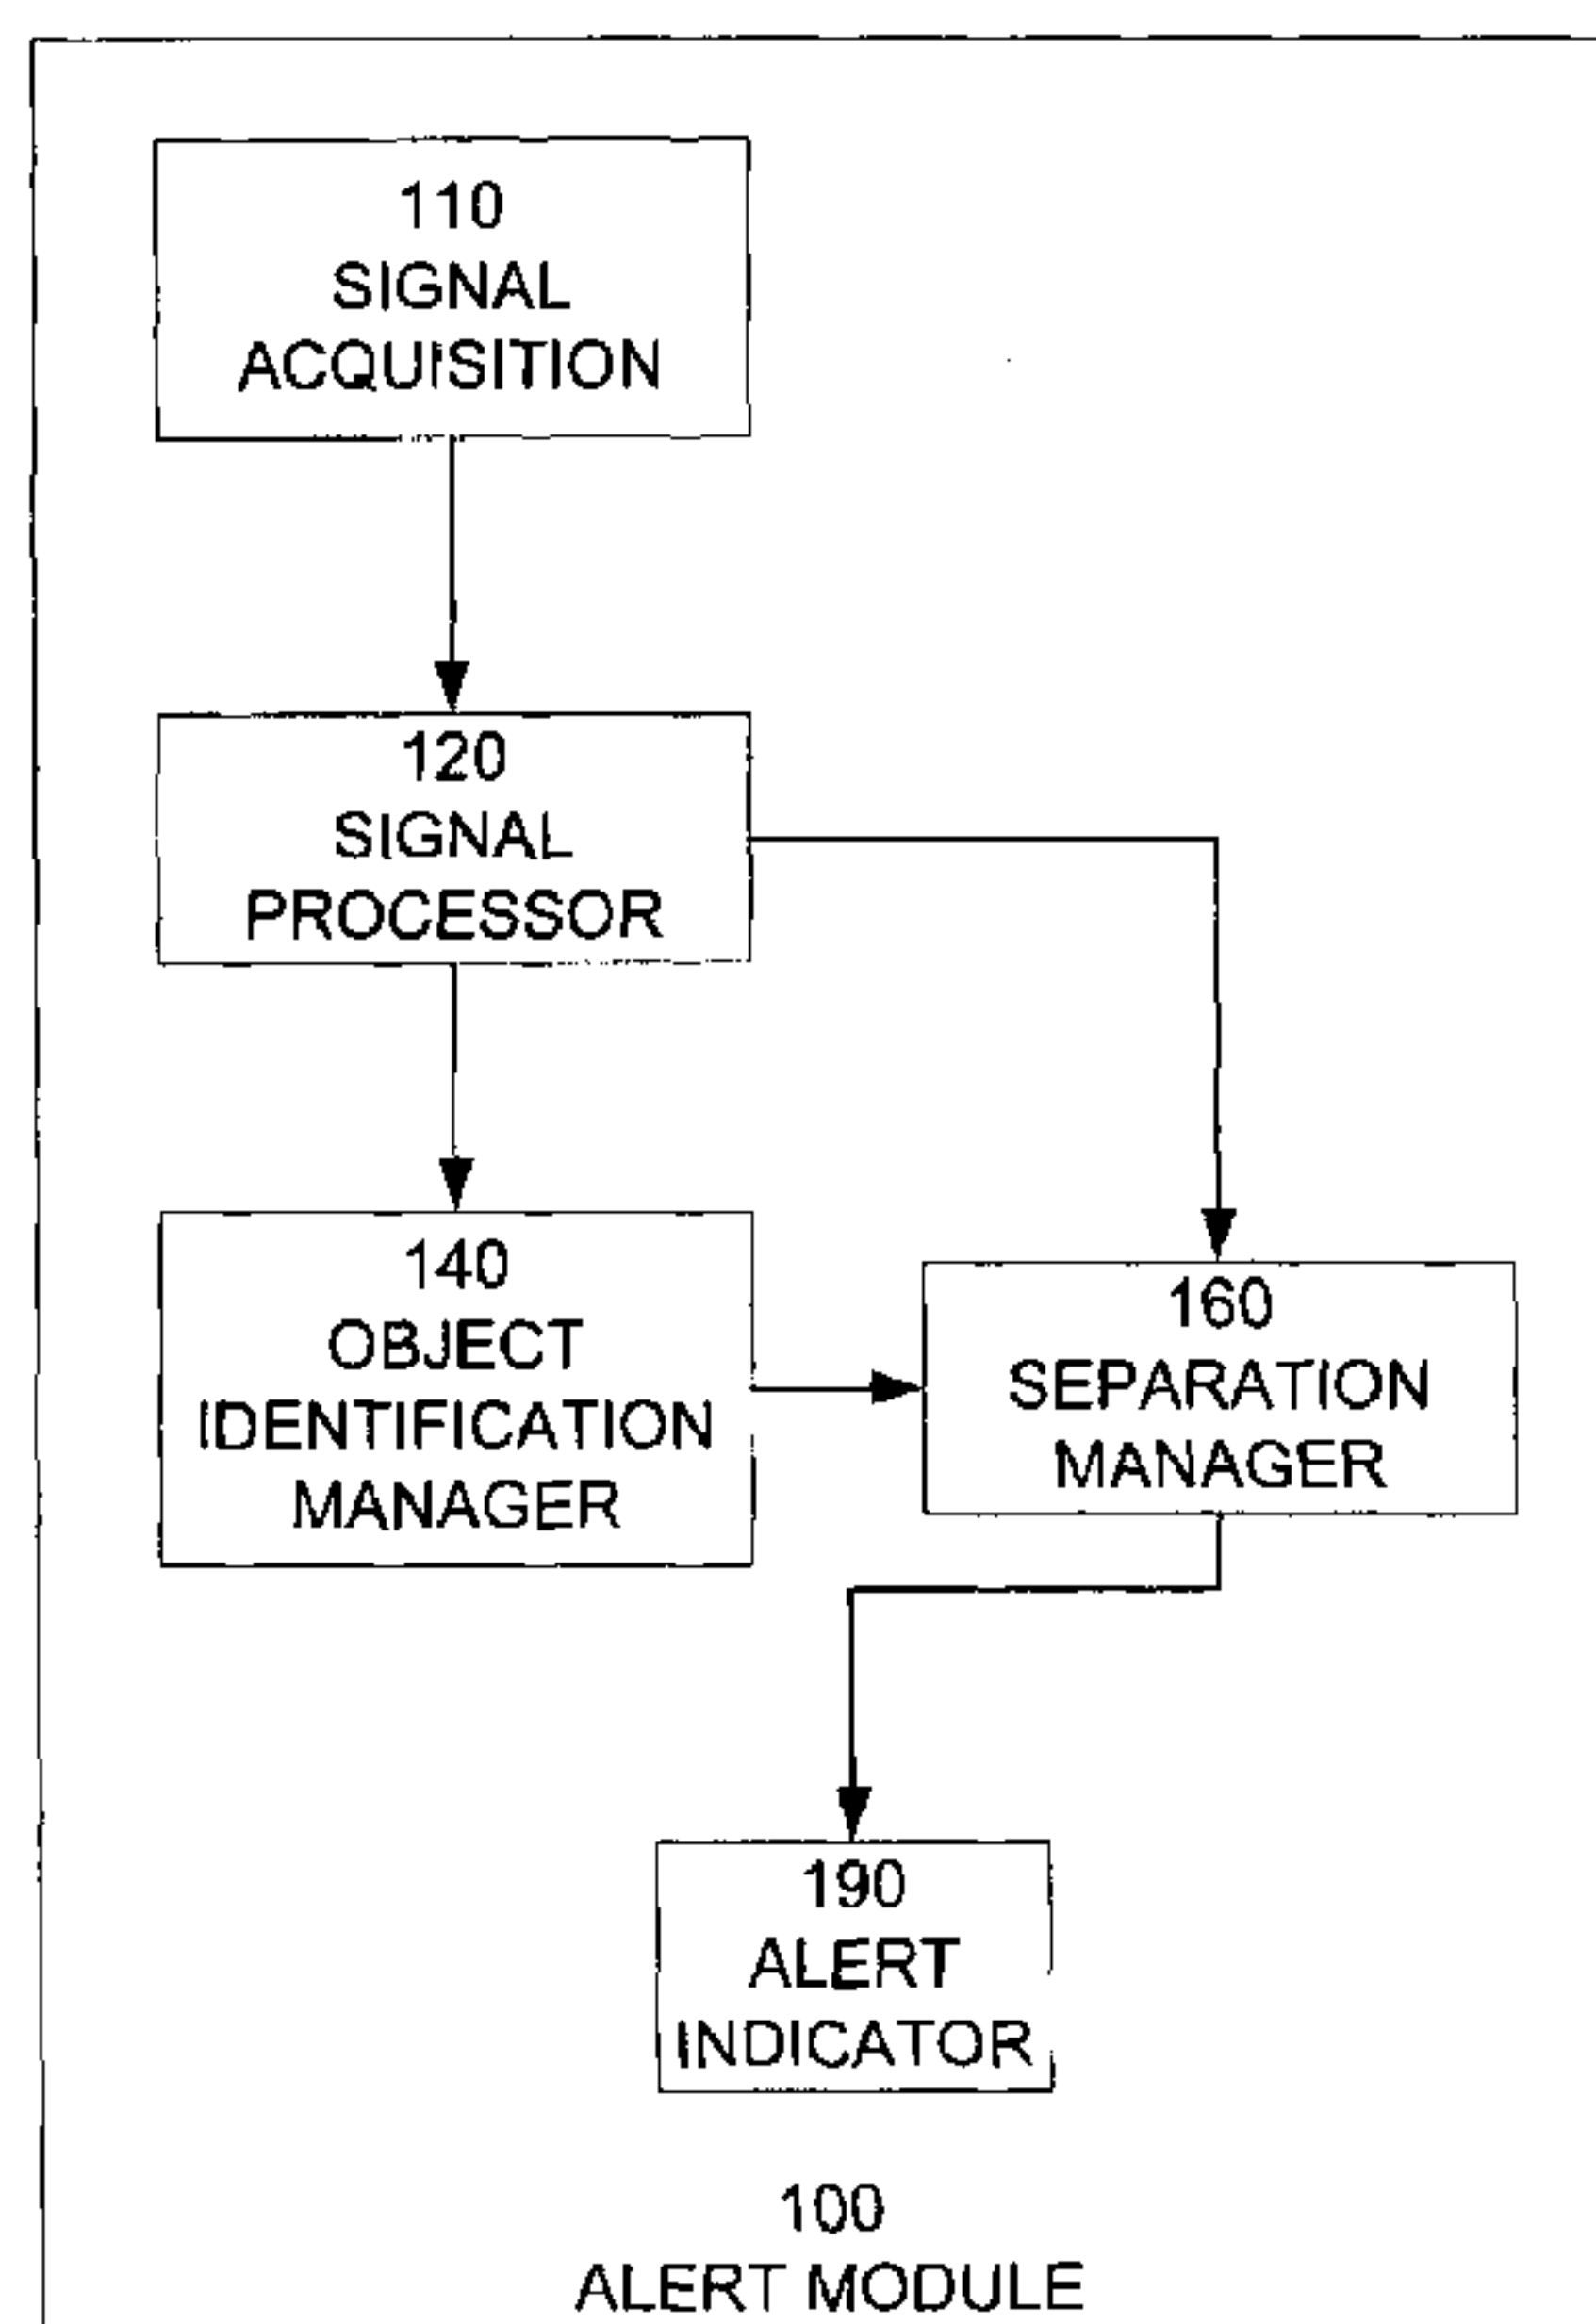 110
SIGNAL
ACQUISITION
120
SIGNAL
PROCESSOR
140
OBJECT
IDENTIFICATION
MANAGER
160
SEPARATION
MANAGER
190
ALERT
INDICATOR
100
ALERT MODULE